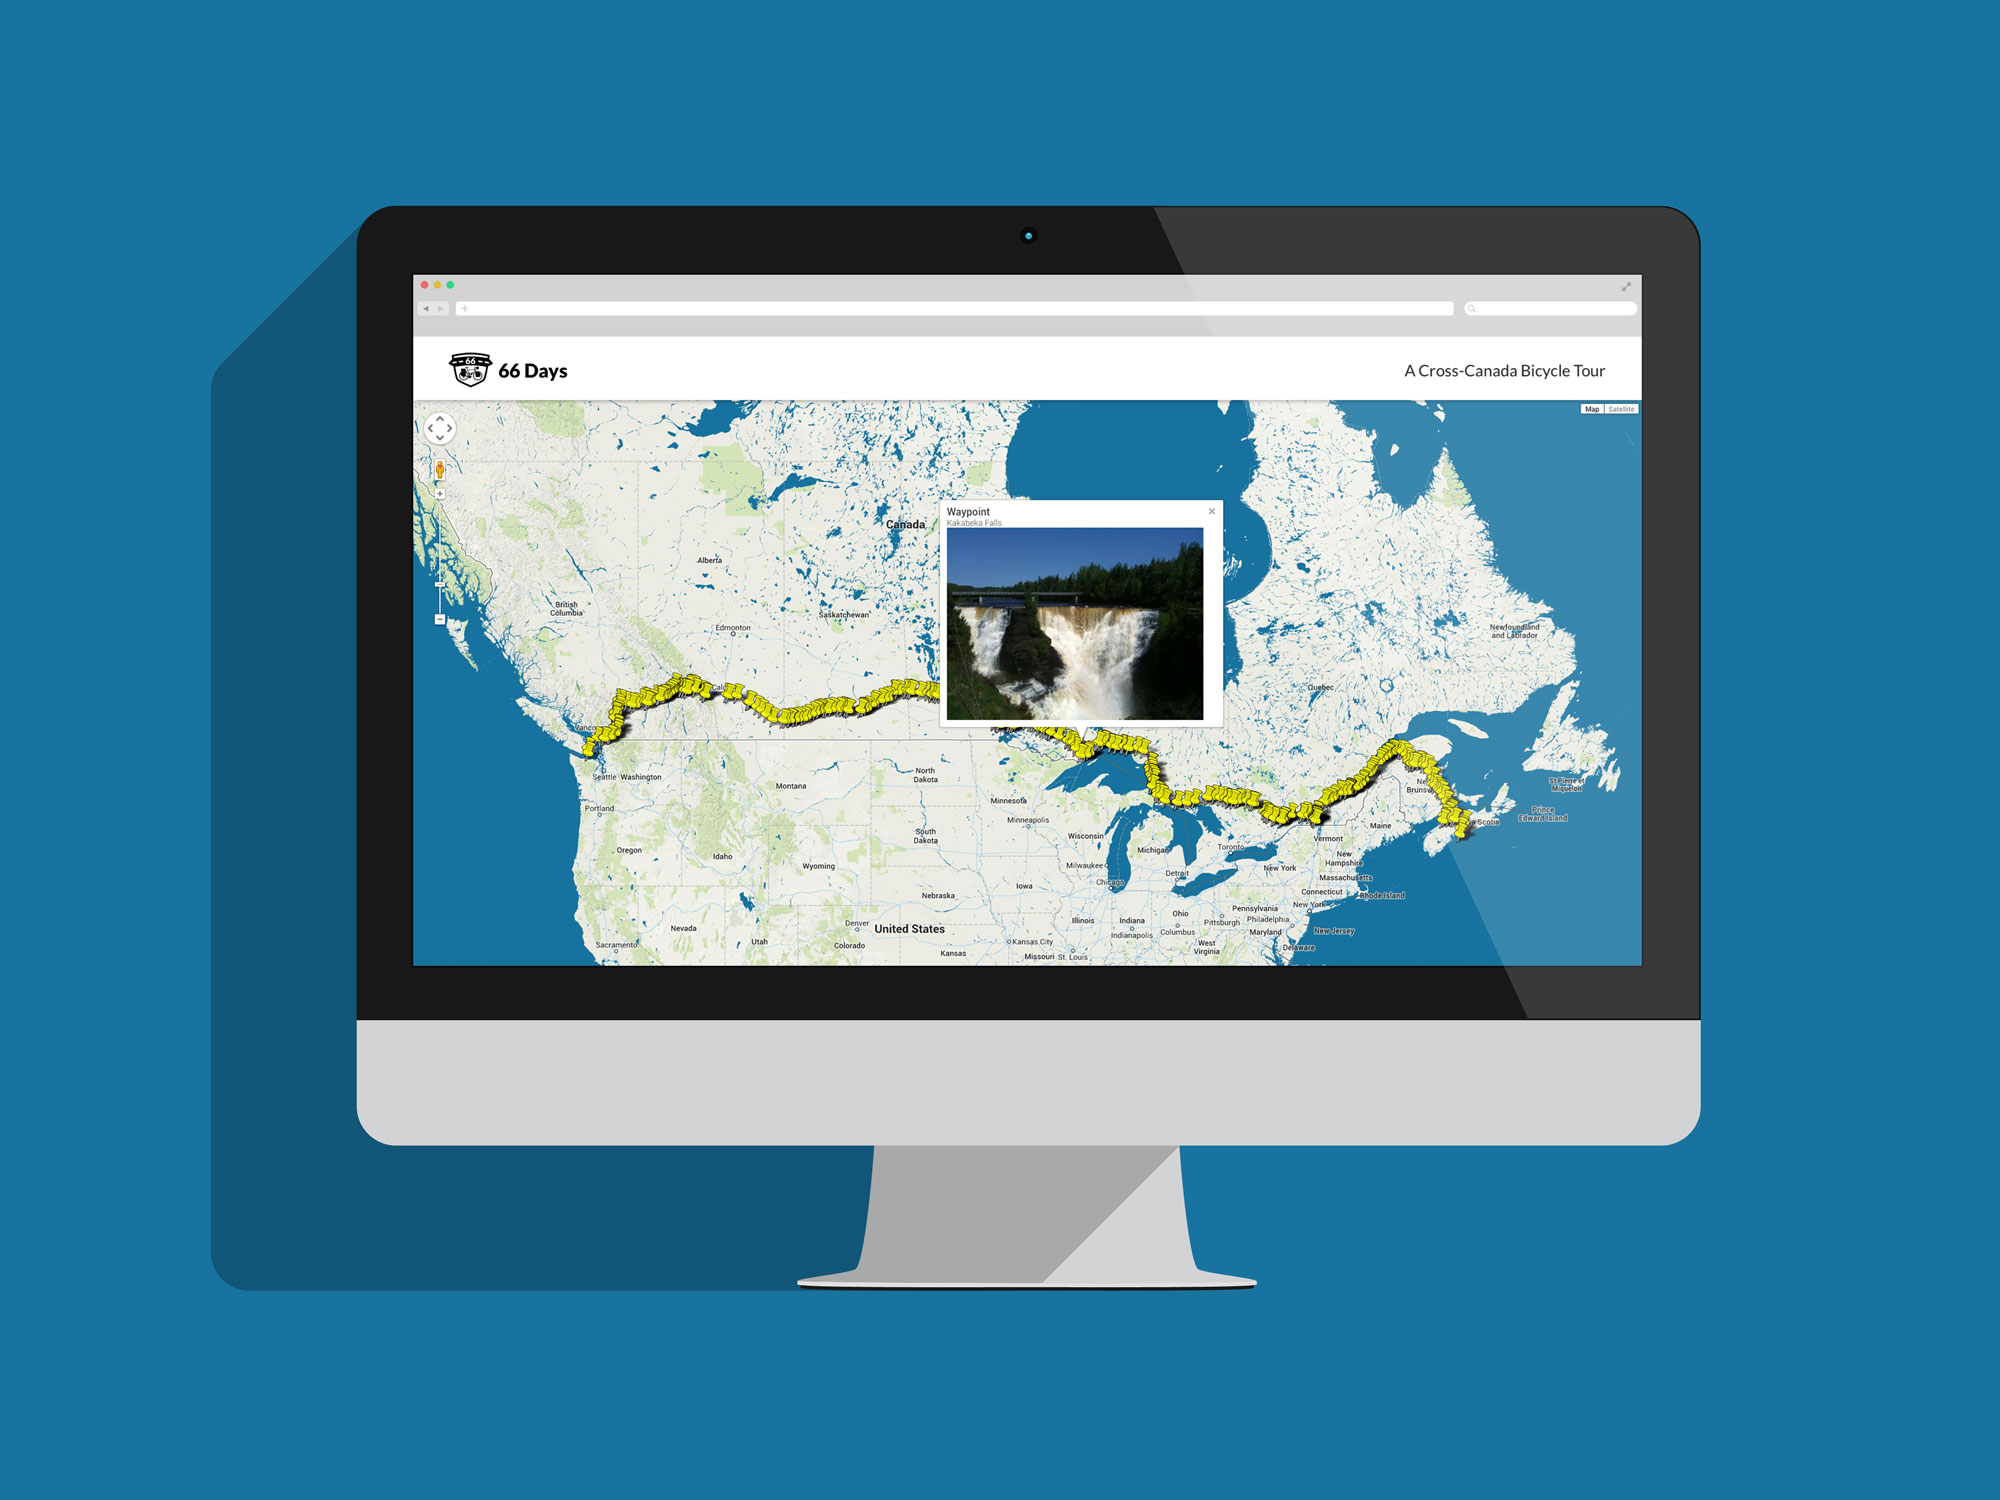 66
66 Days
A Cross-Canada Bicycle Tour
Map
Satellite
Waypoint
Kakabeka Falls
Canada
Alberta
British
Columbia
Saskatchewan
Edmonton
Newfoundland
and Labrador
Quebec
Seattle
Washington
North
Dakota
Montana
St Pierre et
Miquelon
Minnesota
Portland
Prince
Edward Island
Scotia
Minneapolis
South
Dakota
Wisconsin
Maine
Vermont
Oregon
Michigan
Toronto
Idaho
New
Hampshire
Wyoming
Milwaukee
Detroit
New York
Massachusetts
Chicago
Iowa
Connecticut
Rhode Island
Nebraska
New York
Pennsylvania
Ohio
Philadelphia
Illinois
Indiana
Pittsburgh
Denver
United States
Nevada
Indianapolis
Columbus
Maryland
New Jersey
Utah
Colorado
Kansas City
West
Virginia
Delaware
Sacramento
Kansas
Missouri
St. Louis